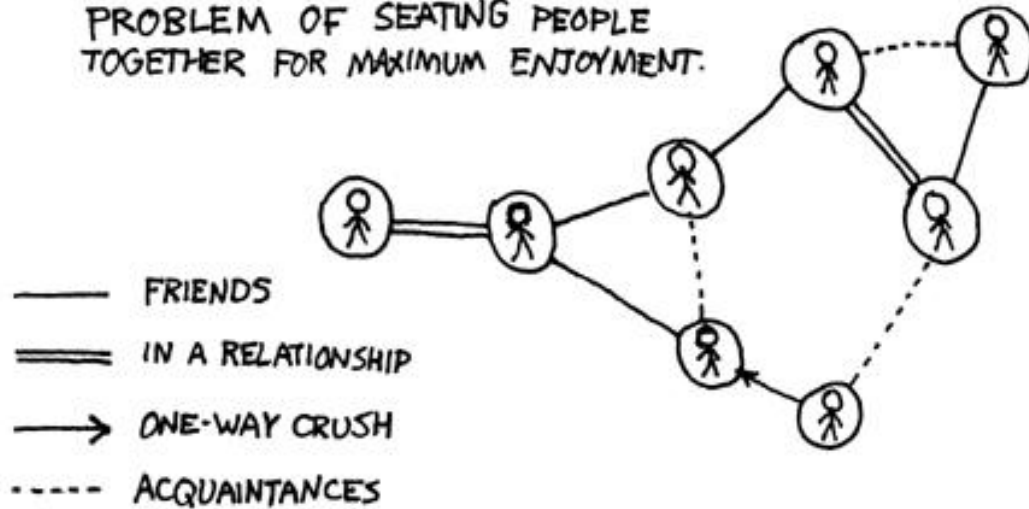 PROBLEM OF SEATING PEOPLE
TOGETHER FOR MAXIMUM ENJOYMENT.
FRIENDS
IN A RELATIONSHIP
ONE-WAY CRUSH
ACQUAINTANCES